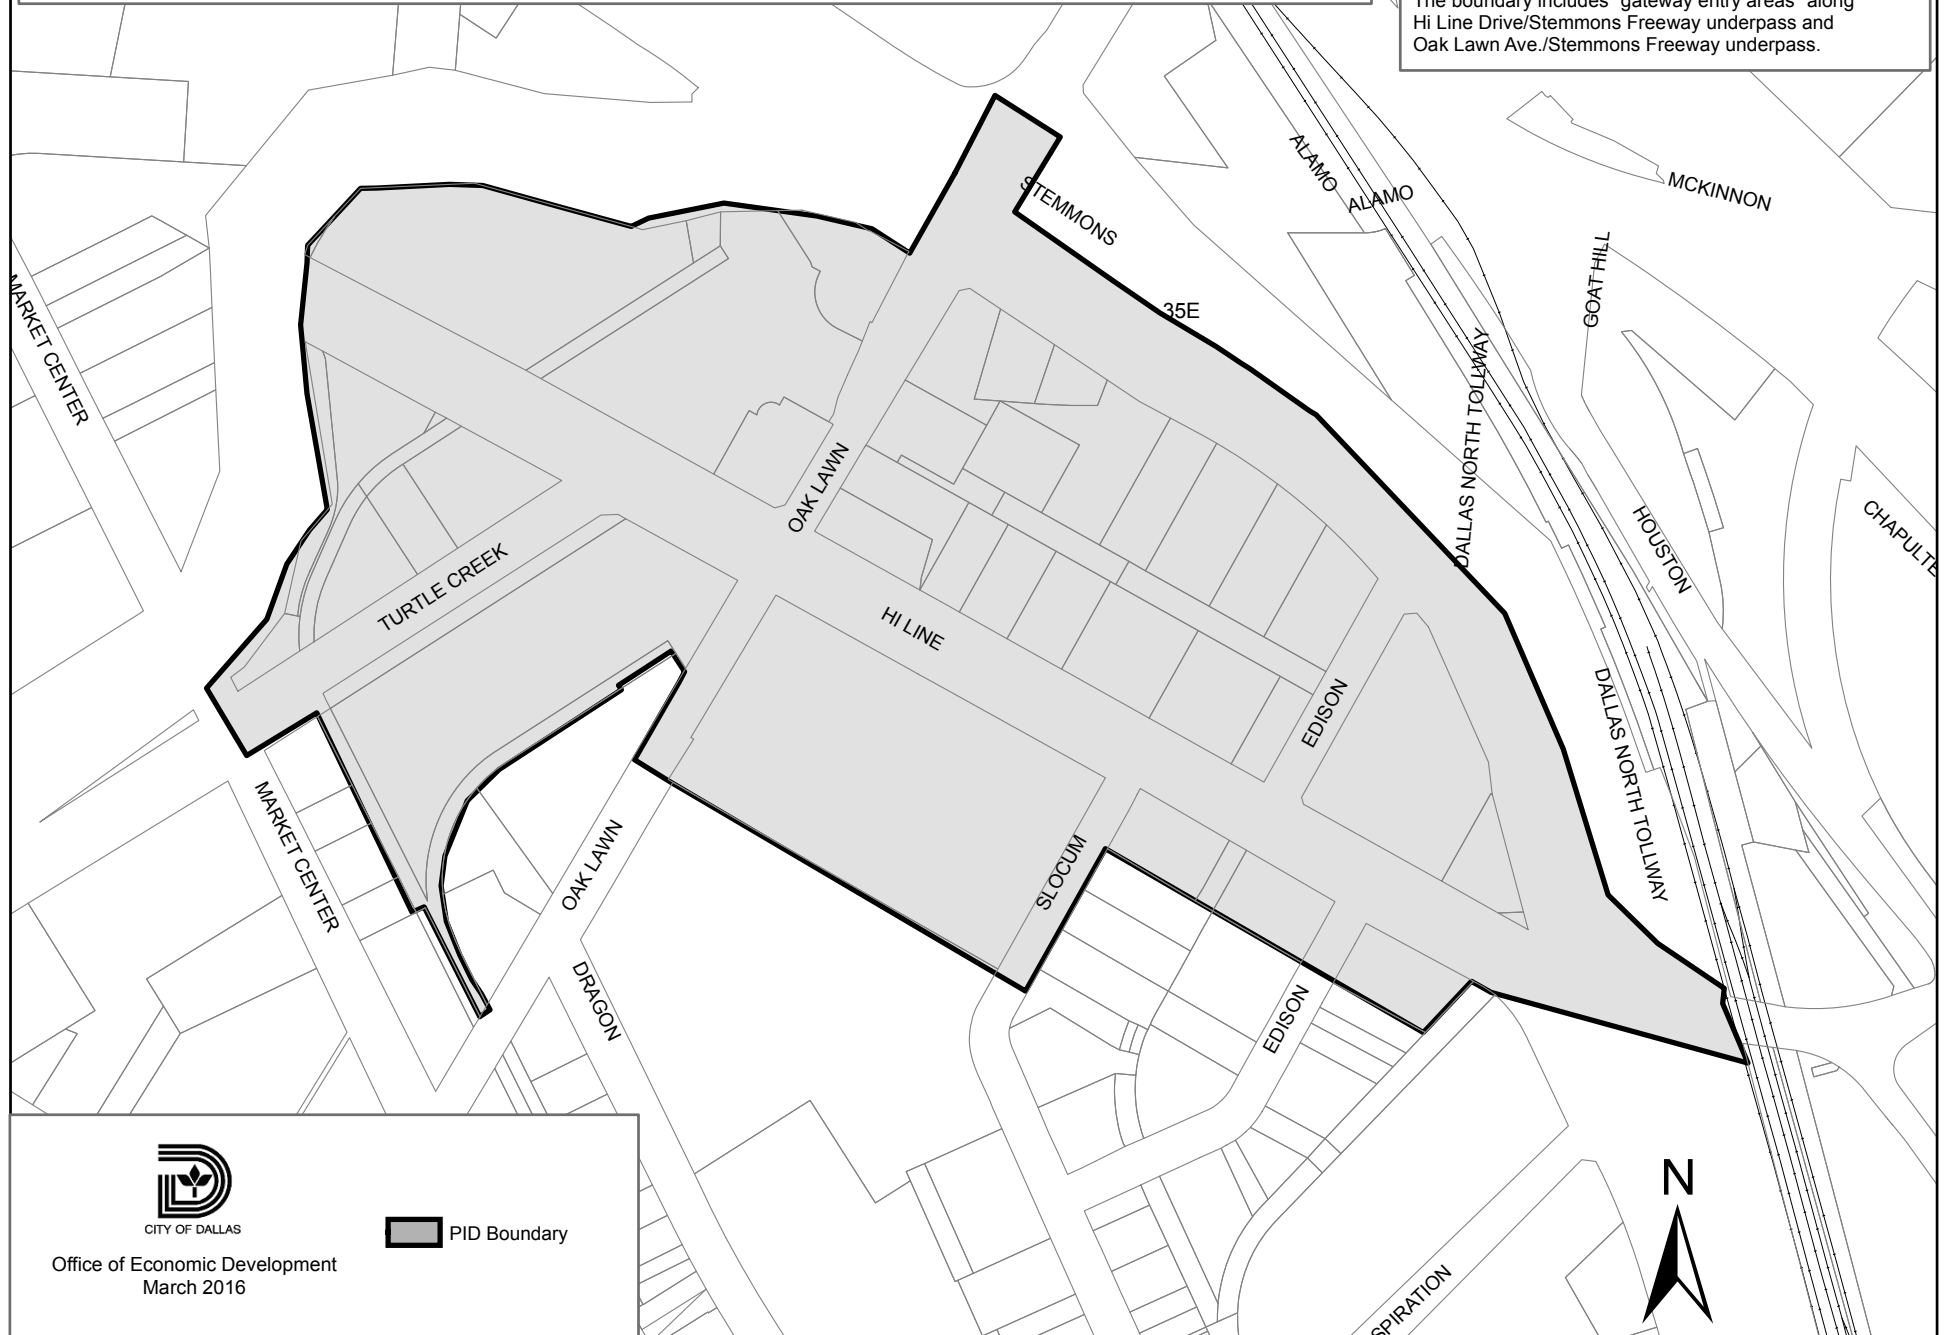 The boundary includes "gateway entry areas" along
Hi Line Drive/Stemmons Freeway underpass and
Oak Lawn Ave./Stemmons Freeway underpass.
ALAMO
ALAMO
MCKINNON
STEMMONS
35E
GOAT HILL
MARKET CENTER
DALLAS NORTH TOLLWAY
OAK LAWN
HOUSTON
CHAPULTE
TURTLE CREEK
HI LINE
EDISON
DALLAS NORTH TOLLWAY
MARKET CENTER
OAK LAWN
SLOCUM
DRAGON
EDISON
SPIRATION
N
CITY OF DALLAS
Office of Economic Development
March 2016
PID Boundary